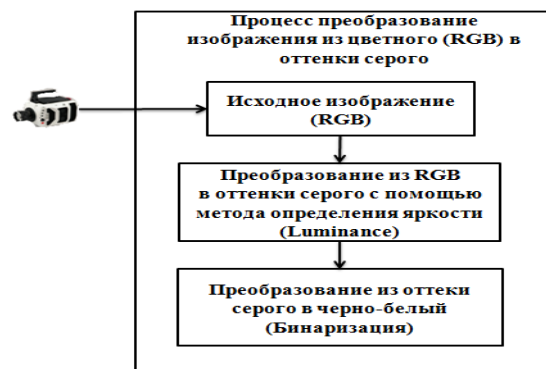 Процесс преобразование
изображения из цветного (RGB) в
оттенки серого
Исходное изображение
(RGB)
Преобразование из RGB
в оттенки серого с помощью
метода определения яркости
(Luminance)
Преобразование из оттеки
серого в черно-белый
(Бинаризация)